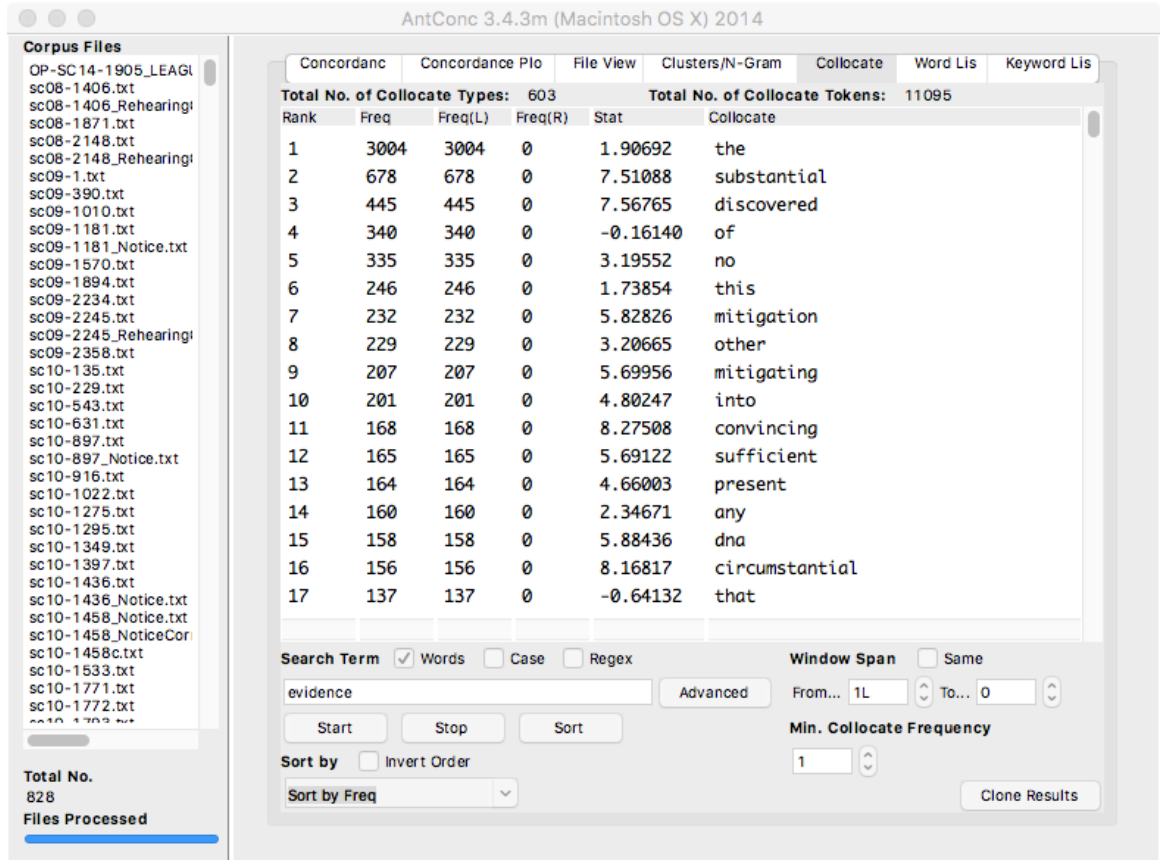 AntConc 3.4.3m (Macintosh OS X) 2014
Corpus Files
OP-SC14-1905_LEAGU
sc08-1406.txt
sc08-1406_Rehearing
sc08-1871.txt
sc08-2148.txt
sc08-2148_Rehearing
sc09-1.txt
sc09-390.txt
sc09-1010.txt
sc09-1181.txt
sc09-1181_Notice.txt
sc09-1570.txt
sc09-1894.txt
sc09-2234.txt
sc09-2245.txt
sc09-2245_Rehearing
sc09-2358.txt
sc10-135.txt
sc10-229.txt
sc10-543.txt
sc10-631.txt
sc10-897.txt
sc10-897_Notice.txt
sc10-916.txt
sc10-1022.txt
sc10-1275.txt
sc10-1295.txt
sc10-1349.txt
sc10-1397.txt
sc10-1436.txt
sc10-1436_Notice.txt
sc10-1458_Notice.txt
sc10-1458_NoticeCor
sc10-1458c.txt
sc10-1533.txt
sc10-1771.txt
sc10-1772.txt
Total No.
828
Files Processed
Concordanc Concordance Plo File View Clusters/N-Gram Collocate Word Lis Keyword Lis
Total No. of Collocate Types: 603 Total No. of Collocate Tokens: 11095
Rank Freq Freq(L) Freq(R) Stat Collocate
1 3004 3004 0 1.90692 the
2 678 678 0 7.51088 substantial
3 445 445 0 7.56765 discovered
4 340 340 0 -0.16140 of
5 335 335 0 3.19552 no
6 246 246 0 1.73854 this
7 232 232 0 5.82826 mitigation
8 229 229 0 3.20665 other
9 207 207 0 5.69956 mitigating
10 201 201 0 4.80247 into
11 168 168 0 8.27508 convincing
12 165 165 0 5.69122 sufficient
13 164 164 0 4.66003 present
14 160 160 0 2.34671 any
15 158 158 0 5.88436 dna
16 156 156 0 8.16817 circumstantial
17 137 137 0 -0.64132 that
Search Term Words Case Regex Window Span Same
evidence Advanced From... 1L To... 0
Start Stop Sort Min. Collocate Frequency
Sort by Invert Order 1
Sort by Freq Clone Results